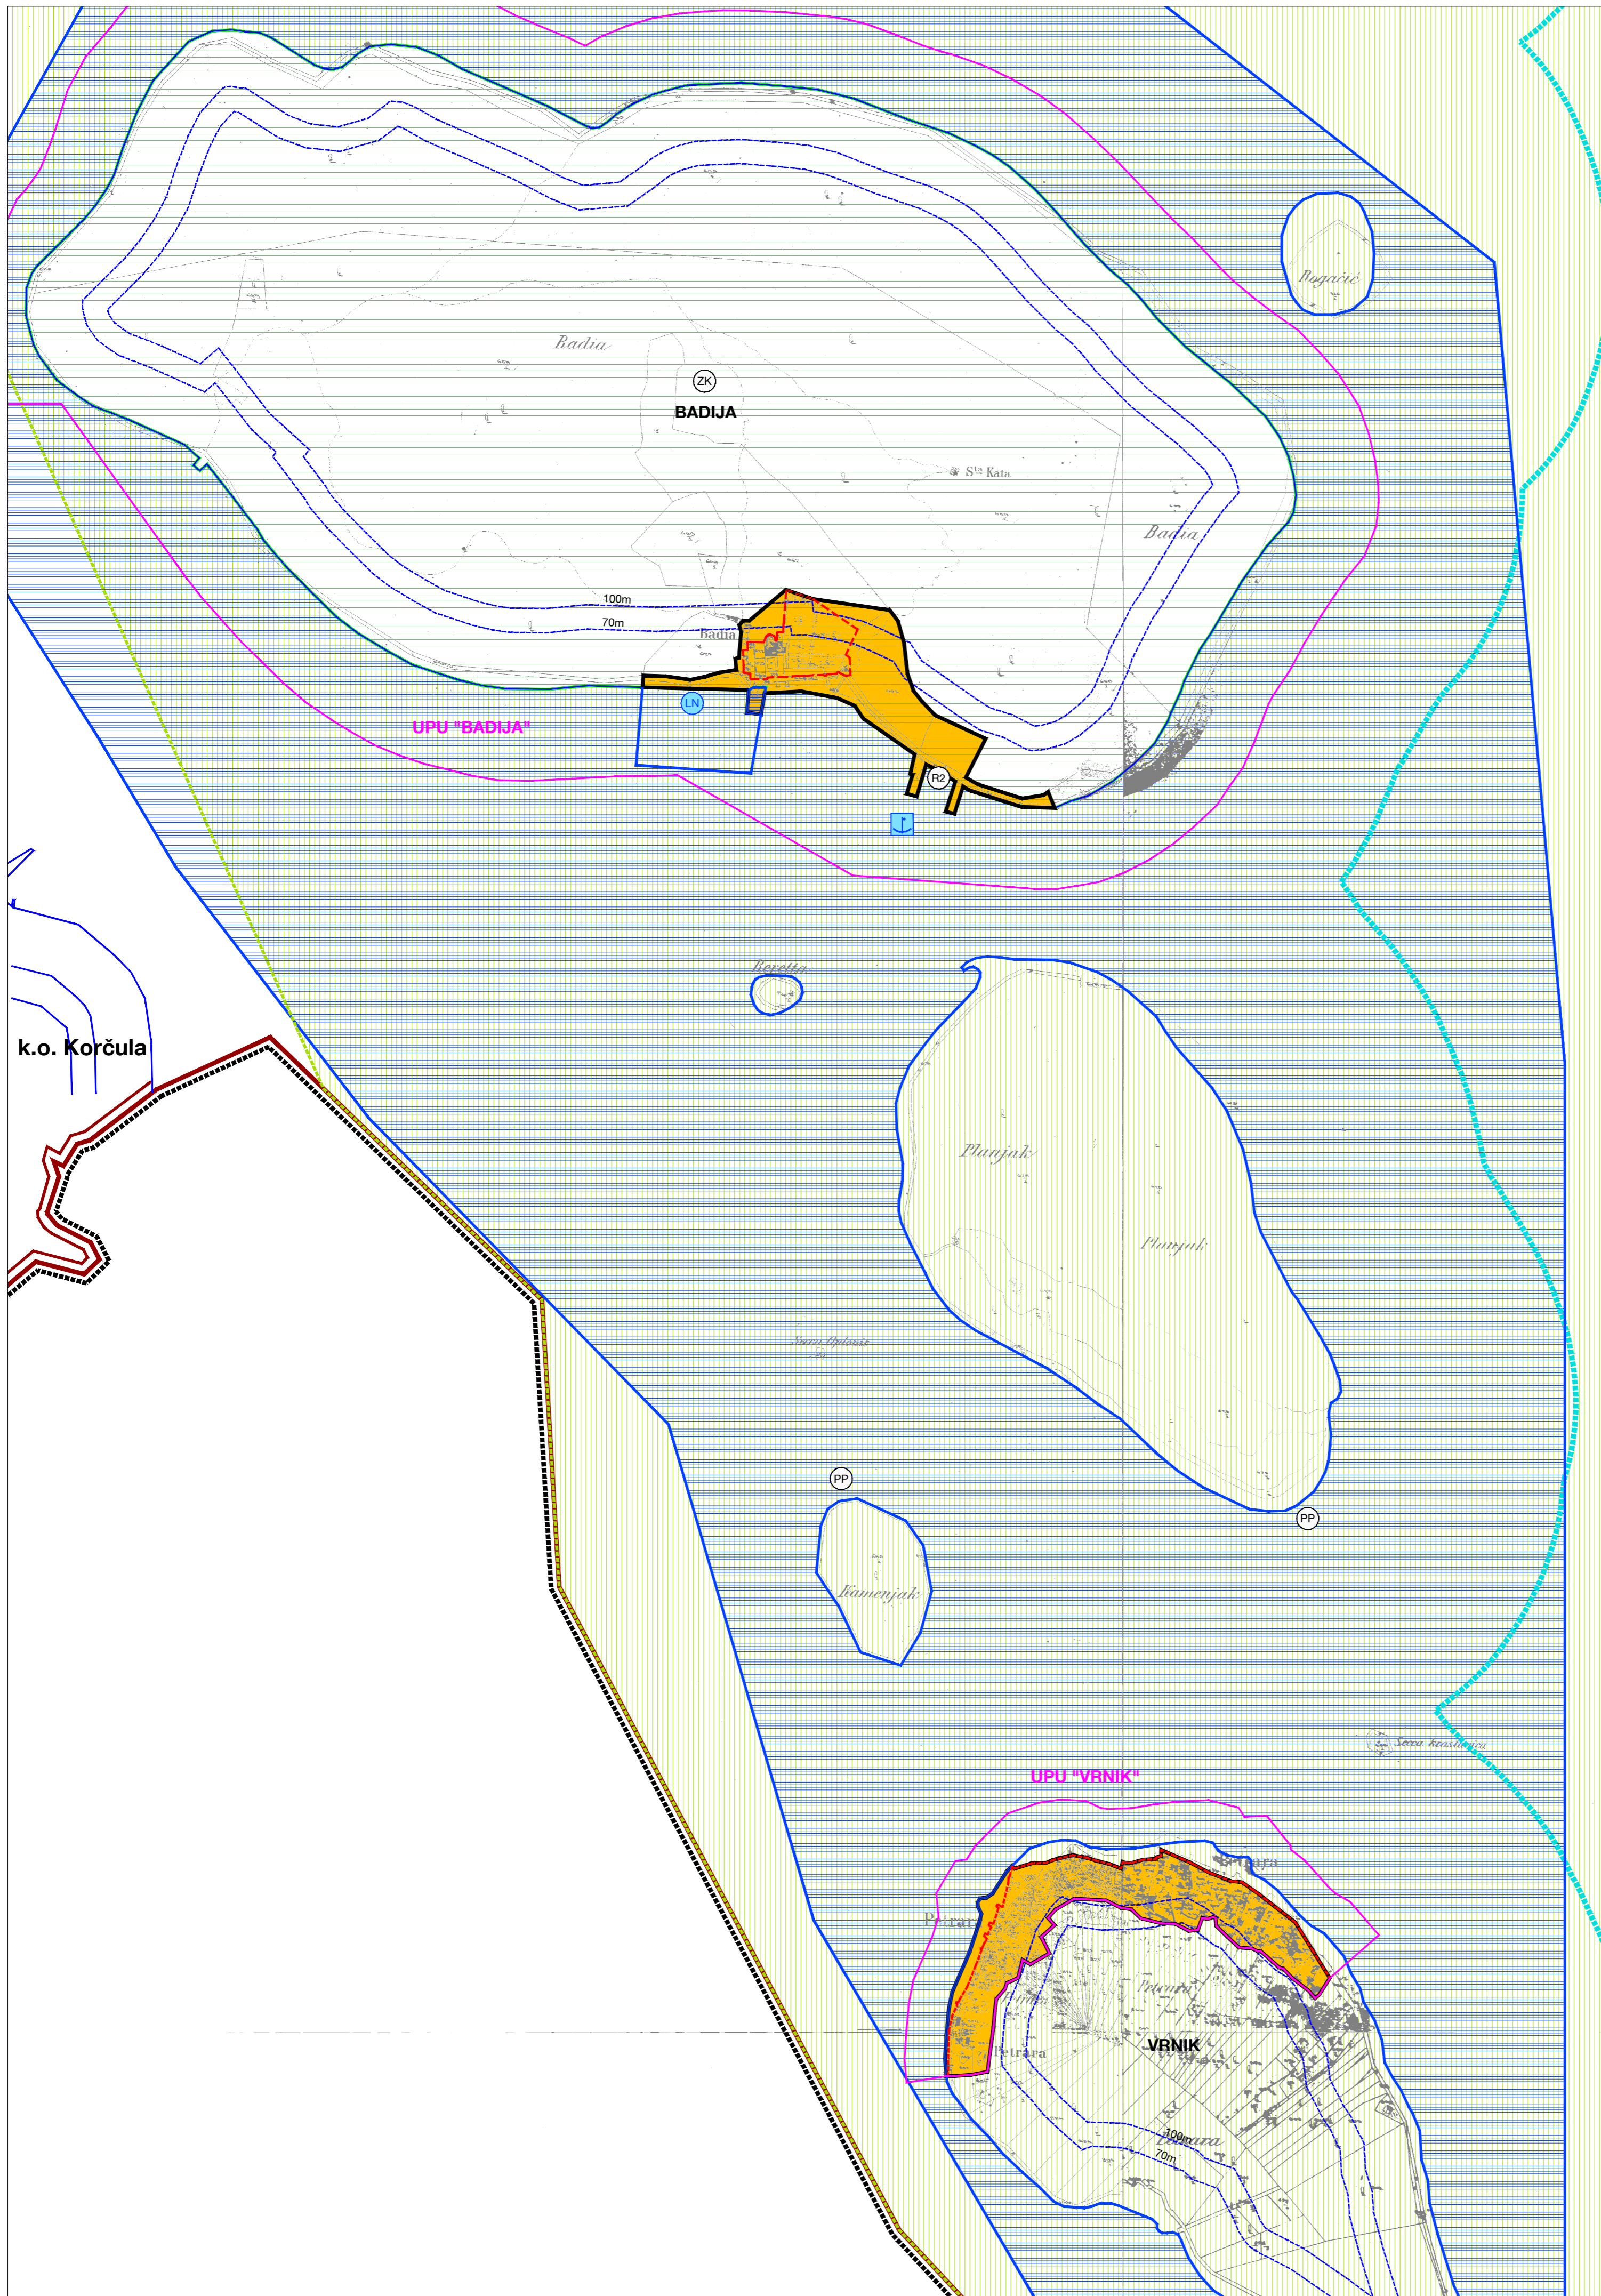 Rogačić
Badia
ZK
BADIJA
Sta Kata
Badia
100m
70m
Badia
LN
UPU "BADIJA"
R2
Beretta
k.o. Korčula
Planjak
Planjak
PP
PP
Kamenjak
UPU "VRNIK"
Petrara
Petrara
Petrara
VRNIK
Petrara
100m
70m